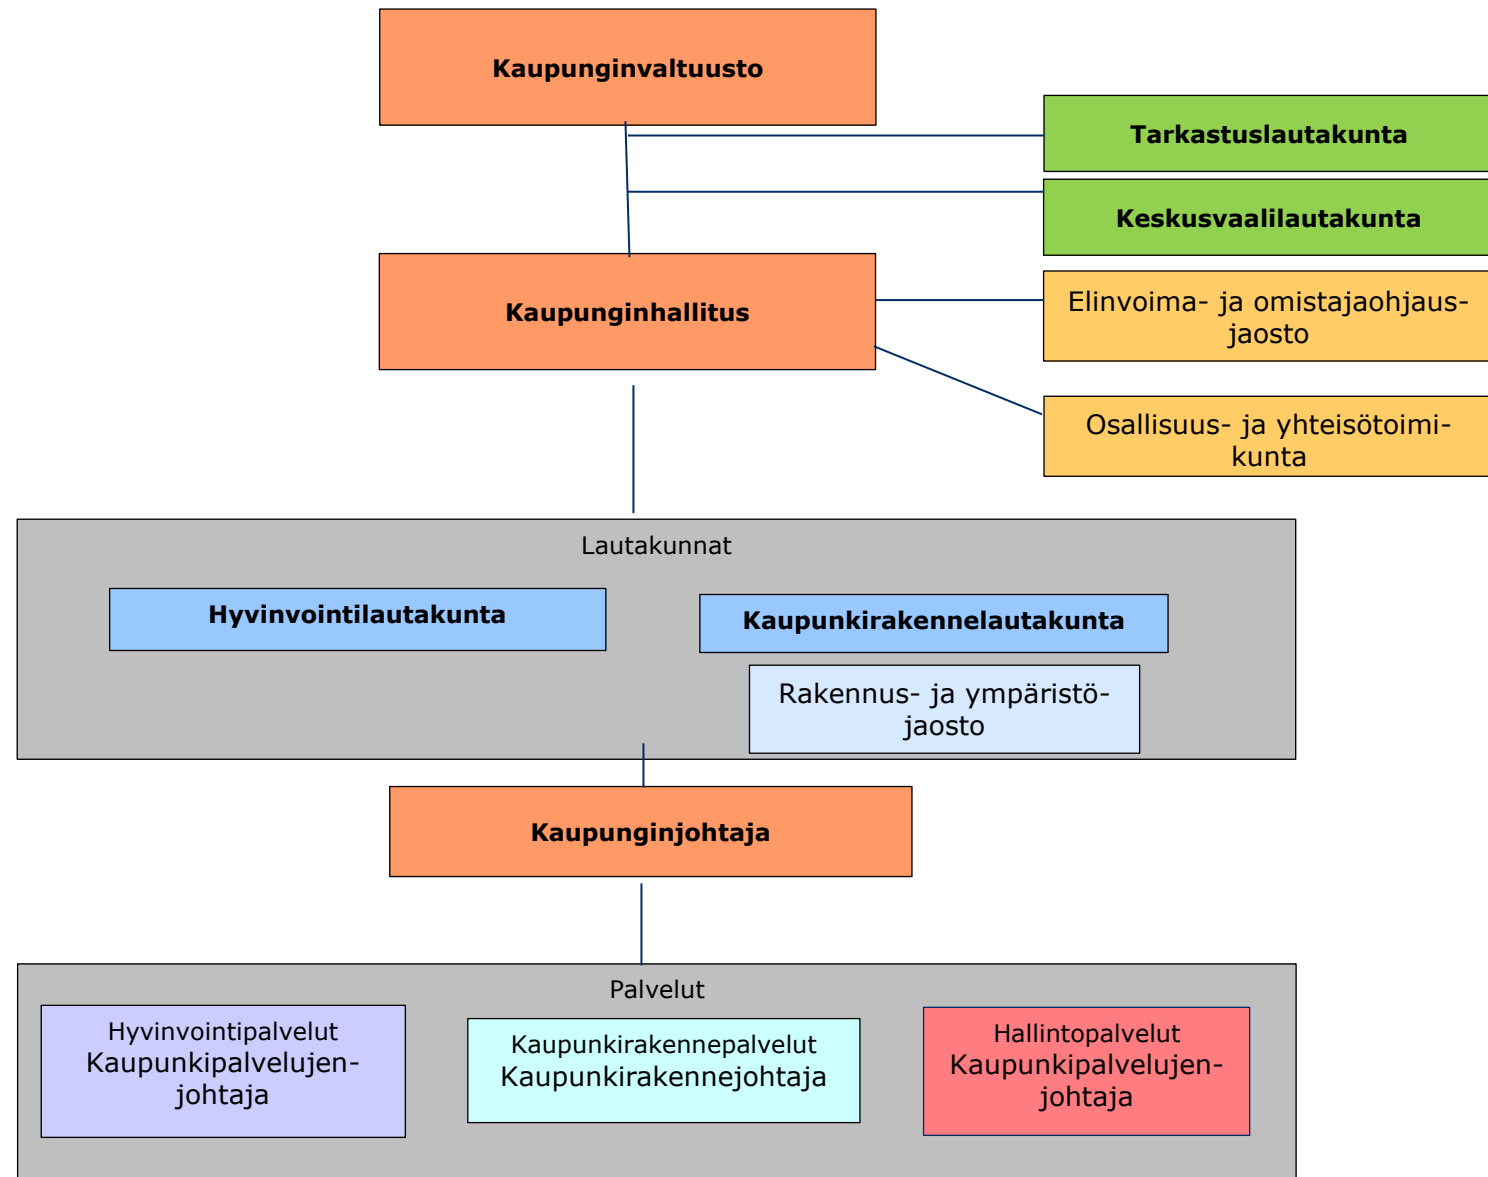 Kaupunginvaltuusto
Tarkastuslautakunta
Keskusvaalilautakunta
Kaupunginhallitus
Elinvoima- ja omistajaohjaus-
jaosto
Osallisuus- ja yhteisötoimi-
kunta
Lautakunnat
Hyvinvointilautakunta
Kaupunkirakennelautakunta
Rakennus- ja ympäristö-
jaosto
Kaupunginjohtaja
Palvelut
Hyvinvointipalvelut
Kaupunkipalvelujen-
johtaja
Kaupunkirakennepalvelut
Kaupunkirakennejohtaja
Hallintopalvelut
Kaupunkipalvelujen-
johtaja